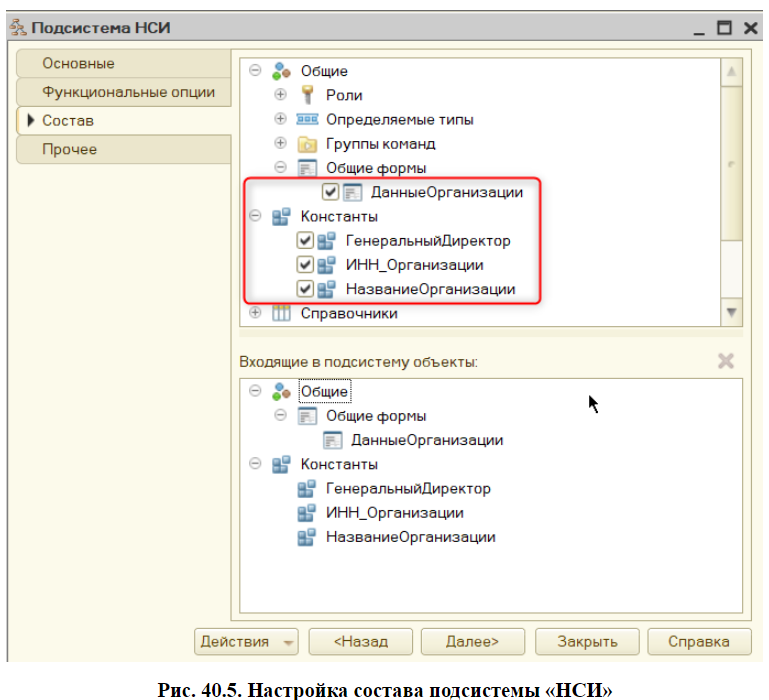 Подсистема НСИ
Основные
Функциональные опции
Состав
Прочее
Общие
Роли
Определяемые типы
Группы команд
Общие формы
ДанныеОрганизации
Константы
ГенеральныйДиректор
ИНН_Организации
НазваниеОрганизации
Справочники
Входящие в подсистему объекты:
Общие
Общие формы
ДанныеОрганизации
Константы
ГенеральныйДиректор
ИНН_Организации
НазваниеОрганизации
Действия <Назад Далее> Закрыть Справка
Рис. 40.5. Настройка состава подсистемы «НСИ»